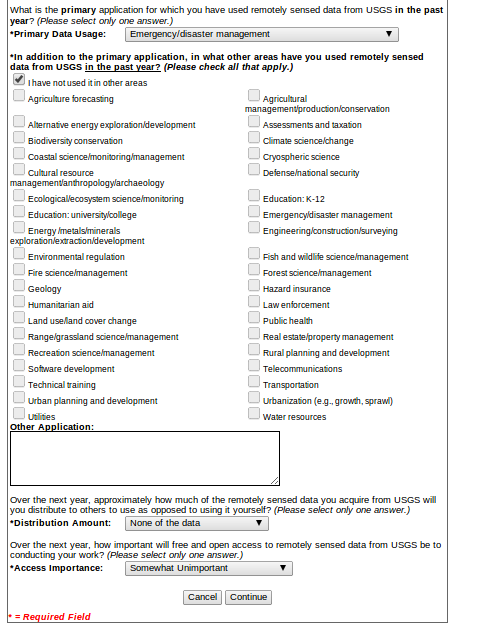 What is the primary application for which you have used remotely sensed data from USGS in the past
year? (Please select only one answer.)
*Primary Data Usage: Emergency/disaster management
*In addition to the primary application, in what other areas have you used remotely sensed
data from USGS in the past year? (Please check all that apply.)
I have not used it in other areas
Agriculture forecasting
Agricultural
management/production/conservation
Alternative energy exploration/development
Assessments and taxation
Biodiversity conservation
Climate science/change
Coastal science/monitoring/management
Cryospheric science
Cultural resource
management/anthropology/archaeology
Defense/national security
Ecological/ecosystem science/monitoring
Education: K-12
Education: university/college
Emergency/disaster management
Energy /metals/minerals
exploration/extraction/development
Engineering/construction/surveying
Environmental regulation
Fish and wildlife science/management
Fire science/management
Forest science/management
Geology
Hazard insurance
Humanitarian aid
Law enforcement
Land use/land cover change
Public health
Range/grassland science/management
Real estate/property management
Recreation science/management
Rural planning and development
Software development
Telecommunications
Technical training
Transportation
Urban planning and development
Urbanization (e.g., growth, sprawl)
Utilities
Water resources
Other Application:
Over the next year, approximately how much of the remotely sensed data you acquire from USGS will
you distribute to others to use as opposed to using it yourself? (Please select only one answer.)
*Distribution Amount: None of the data
Over the next year, how important will free and open access to remotely sensed data from USGS be to
conducting your work? (Please select only one answer.)
*Access Importance: Somewhat Unimportant
Cancel Continue
* = Required Field